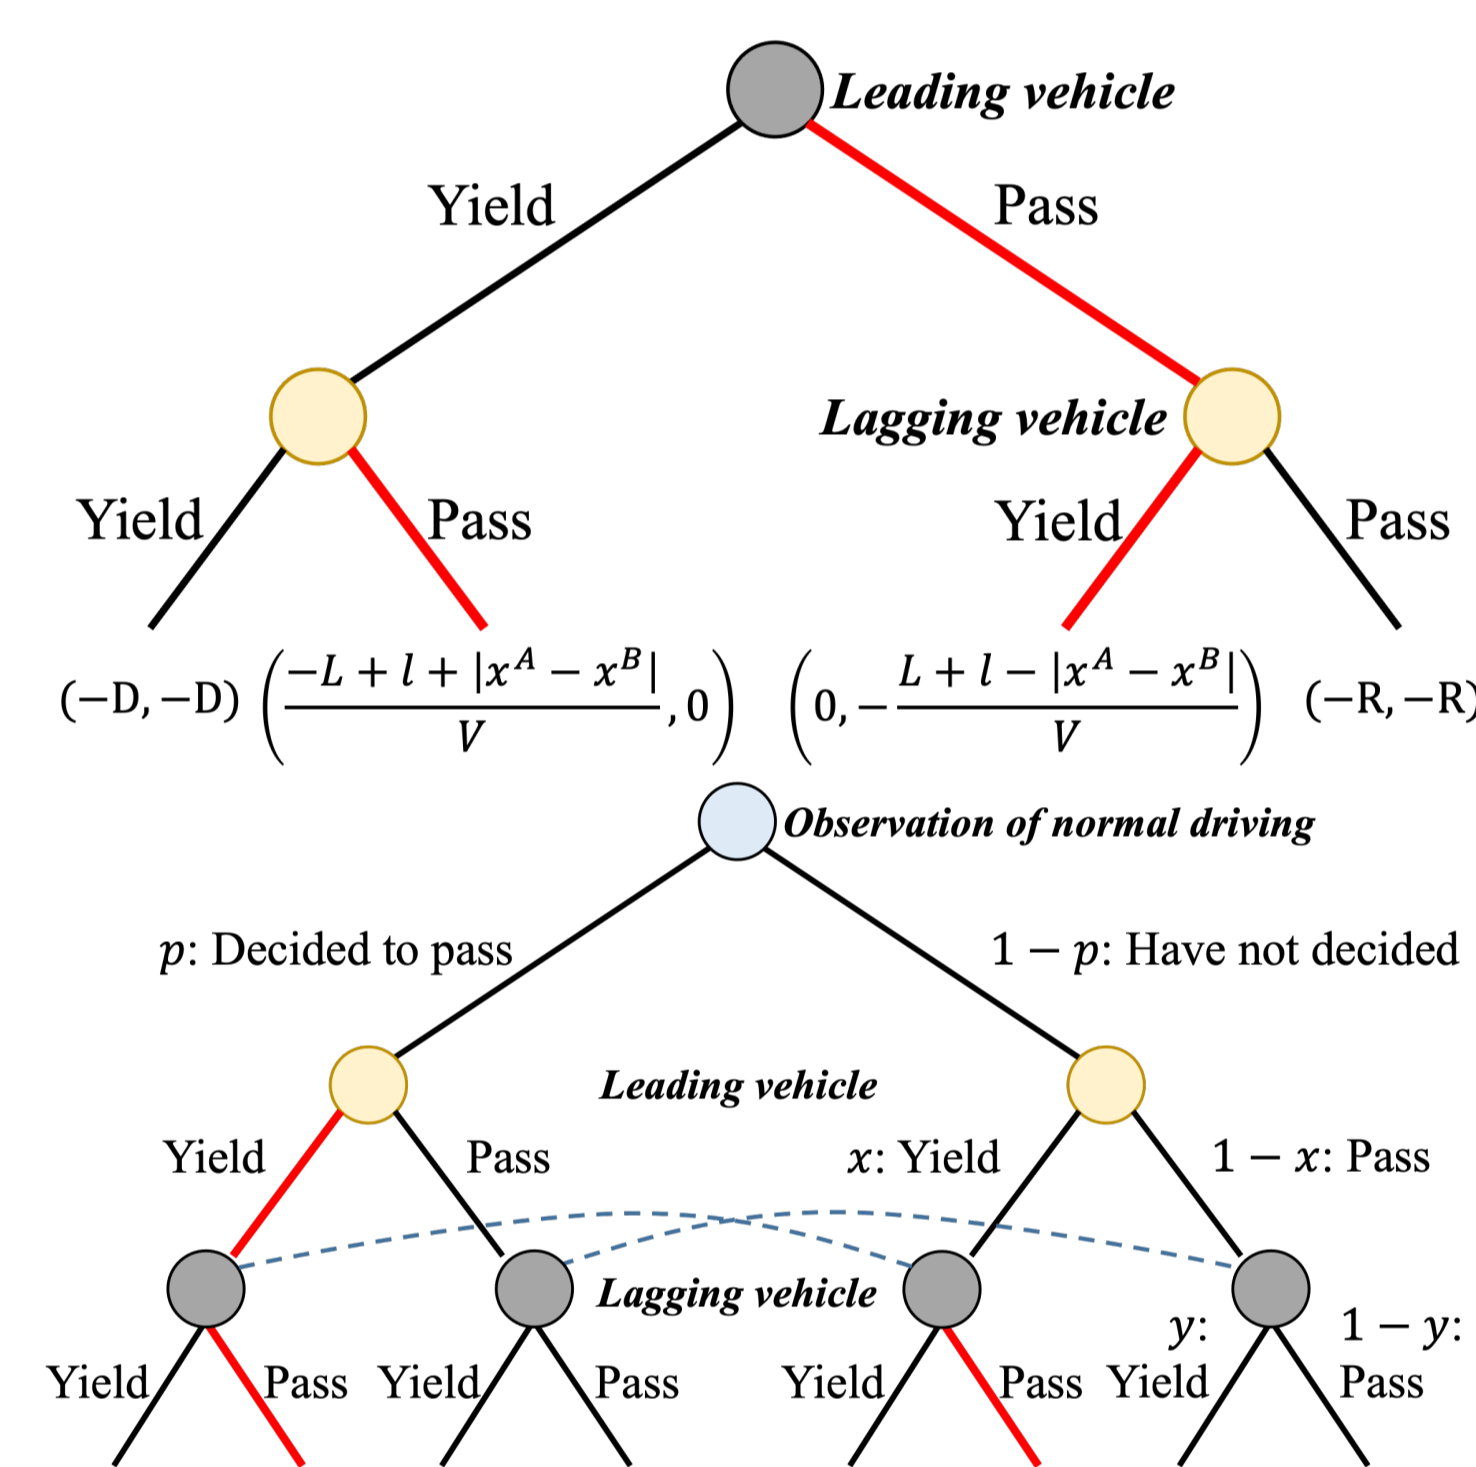 Leading vehicle
Yield Pass
Lagging vehicle
Yield Pass Yield Pass
(−D, −D) (\frac{−L + l + |x^A − x^B|}{V}, 0) (0, −\frac{L + l − |x^A − x^B|}{V}) (−R, −R)
Observation of normal driving
p: Decided to pass 1 − p: Have not decided
Leading vehicle
Yield Pass x: Yield 1 − x: Pass
Lagging vehicle
y: 1 − y:
Yield Pass Yield Pass Yield Pass Yield Pass